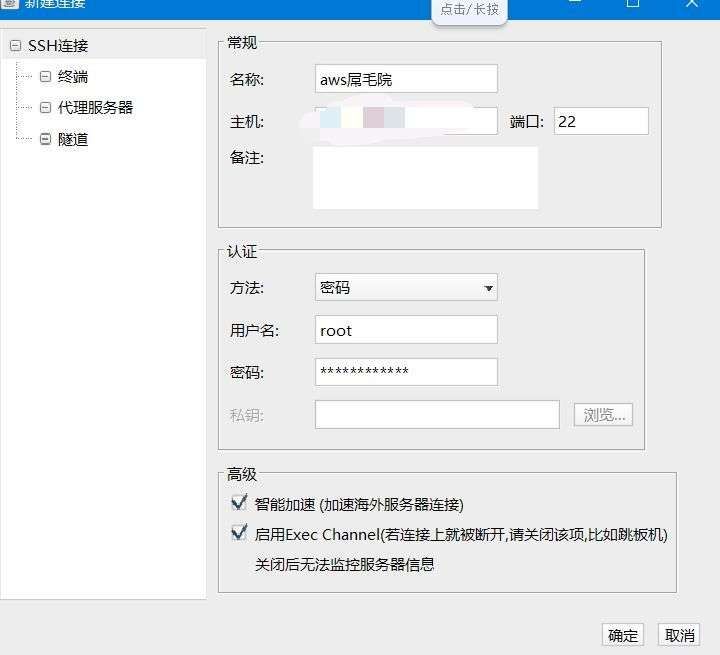 新建连接
点击/长按
SSH连接
终端
代理服务器
隧道
常规
名称: aws屌毛院
主机: 端口: 22
备注:
认证
方法: 密码
用户名: root
密码: ************
私钥: 浏览...
高级
智能加速 (加速海外服务器连接)
启用Exec Channel(若连接上就被断开,请关闭该项,比如跳板机)
关闭后无法监控服务器信息
确定 取消